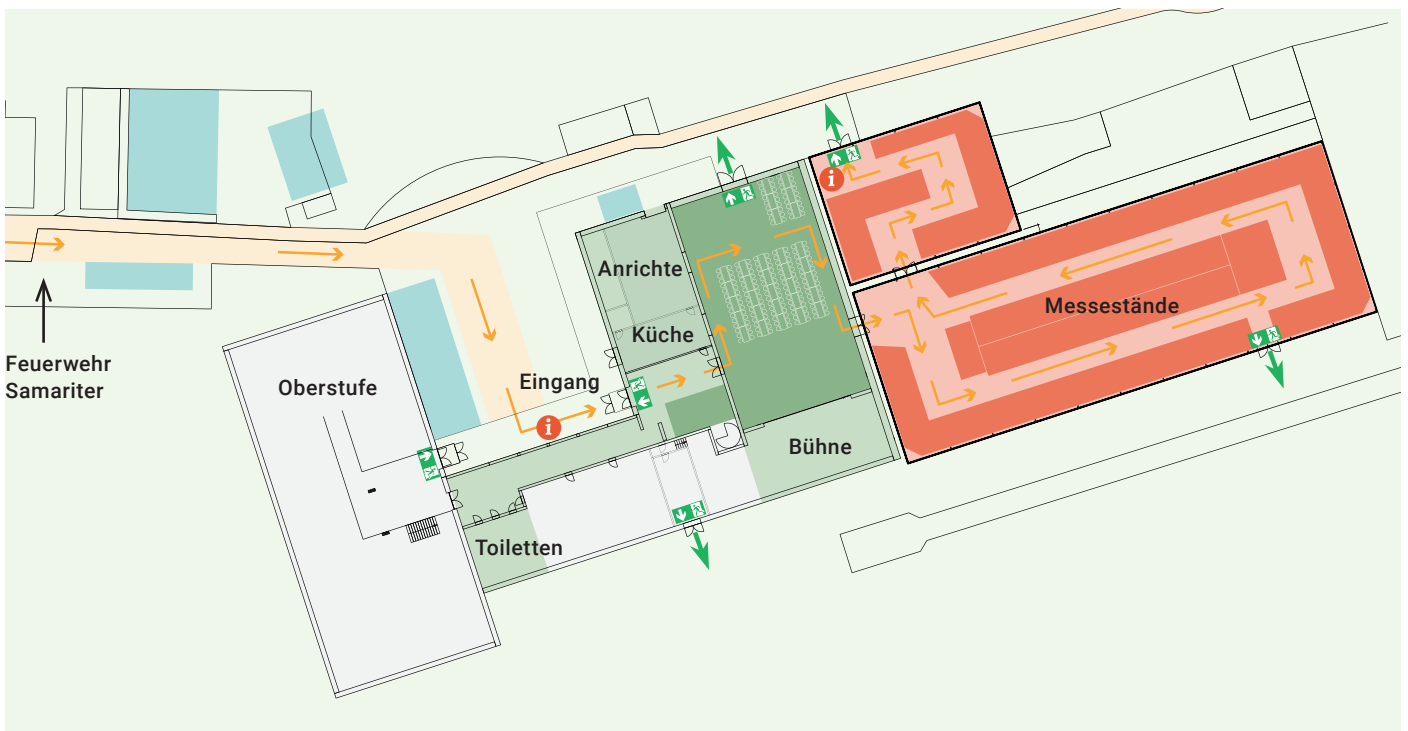 Anrichte
Küche
Messestände
Feuerwehr
Samariter
Oberstufe
Eingang
i
i
Bühne
Toiletten